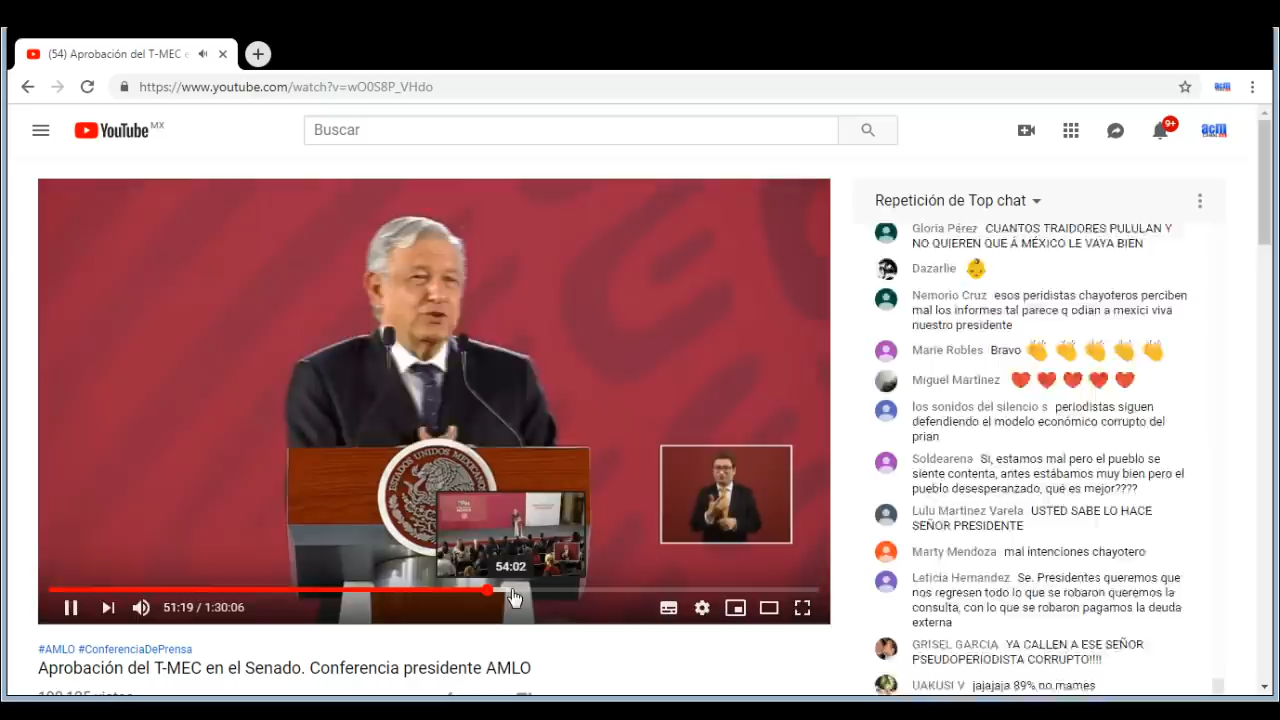 (54) Aprobación del T-MEC e
https://www.youtube.com/watch?v=wO0S8P_VHdo
acm
YouTube MX
Buscar
9+
acm
Repetición de Top chat
Gloria Pérez CUANTOS TRAIDORES PULULAN Y
NO QUIEREN QUE Á MÉXICO LE VAYA BIEN
Dazarlie
Nemorio Cruz esos peridistas chayoteros perciben
mal los informes tal parece q odian a mexici viva
nuestro presidente
Marie Robles Bravo
Miguel Martinez
los sonidos del silencio s periodistas siguen
defendiendo el modelo económico corrupto del
prian
Soldearena Si, estamos mal pero el pueblo se
siente contenta, antes estábamos muy bien pero el
pueblo desesperanzado, qué es mejor????
Lulu Martinez Varela USTED SABE LO HACE
SEÑOR PRESIDENTE
Marty Mendoza mal intenciones chayotero
Leticia Hernandez Se. Presidentes queremos que
nos regresen todo lo que se robaron queremos la
consulta, con lo que se robaron pagamos la deuda
externa
GRISEL GARCIA YA CALLEN A ESE SEÑOR
PSEUDOPERIODISTA CORRUPTO!!!!
UAKUSI V jajajaja 89% no mames
ESTADOS UNIDOS MEXICANOS
54:02
51:19 / 1:30:06
#AMLO #ConferenciaDePrensa
Aprobación del T-MEC en el Senado. Conferencia presidente AMLO